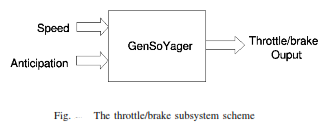 Speed
Anticipation
GenSoYager
Throttle/brake
Ouput
Fig. The throttle/brake subsystem scheme